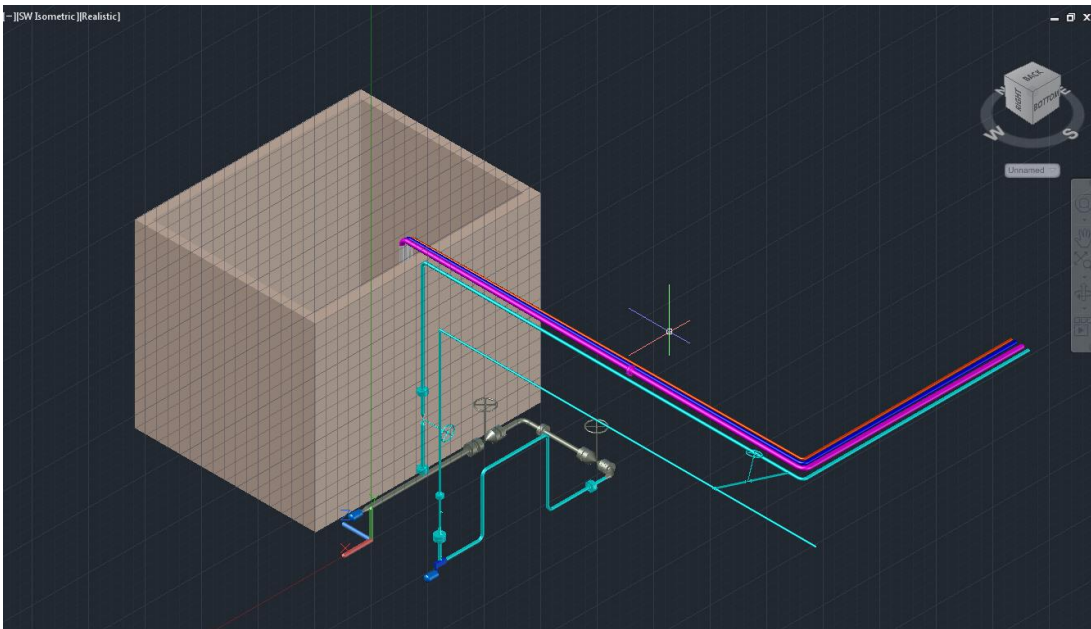 [−][SW Isometric][Realistic]
N
E
W
S
BACK
RIGHT
BOTTOM
Unnamed
X